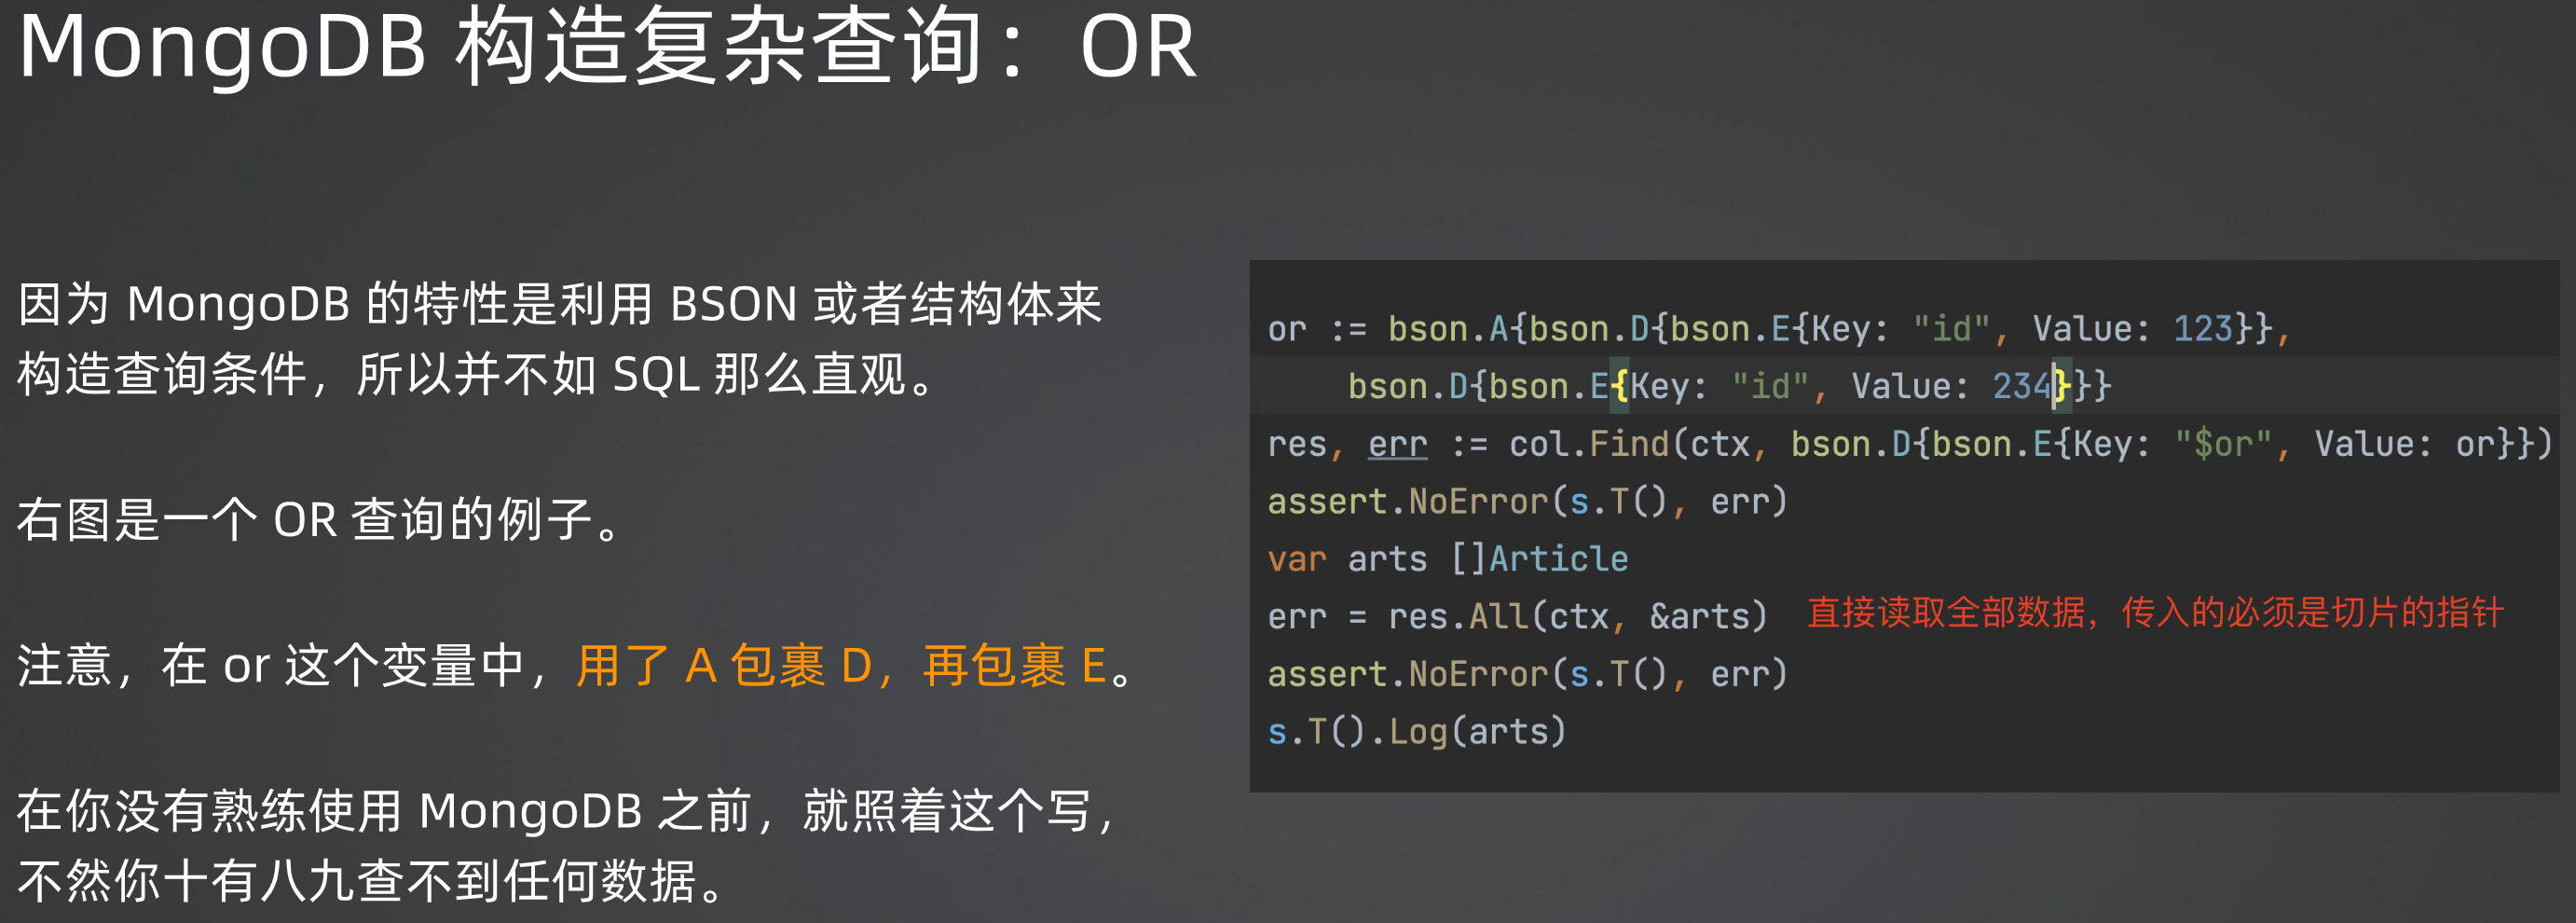 MongoDB 构造复杂查询：OR
因为 MongoDB 的特性是利用 BSON 或者结构体来
构造查询条件，所以并不如 SQL 那么直观。
右图是一个 OR 查询的例子。
注意，在 or 这个变量中，用了 A 包裹 D，再包裹 E。
在你没有熟练使用 MongoDB 之前，就照着这个写，
不然你十有八九查不到任何数据。
or := bson.A{bson.D{bson.E{Key: "id", Value: 123}},
    bson.D{bson.E{Key: "id", Value: 234}}}
res, err := col.Find(ctx, bson.D{bson.E{Key: "$or", Value: or}})
assert.NoError(s.T(), err)
var arts []Article
err = res.All(ctx, &arts) 直接读取全部数据，传入的必须是切片的指针
assert.NoError(s.T(), err)
s.T().Log(arts)